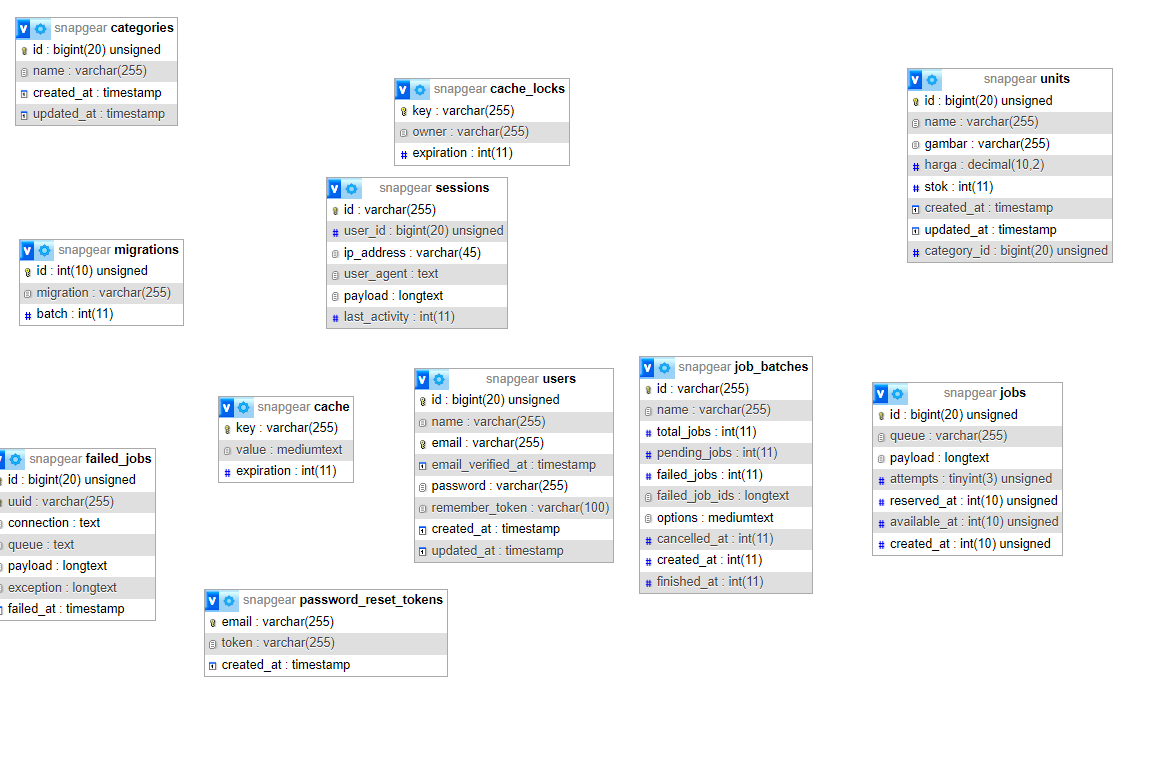 snapgear categories
id : bigint(20) unsigned
name : varchar(255)
created_at : timestamp
updated_at : timestamp
snapgear cache_locks
key : varchar(255)
owner : varchar(255)
expiration : int(11)
snapgear units
id : bigint(20) unsigned
name : varchar(255)
gambar : varchar(255)
harga : decimal(10,2)
stok : int(11)
created_at : timestamp
updated_at : timestamp
category_id : bigint(20) unsigned
snapgear sessions
id : varchar(255)
user_id : bigint(20) unsigned
ip_address : varchar(45)
user_agent : text
payload : longtext
last_activity : int(11)
snapgear migrations
id : int(10) unsigned
migration : varchar(255)
batch : int(11)
snapgear users
id : bigint(20) unsigned
name : varchar(255)
email : varchar(255)
email_verified_at : timestamp
password : varchar(255)
remember_token : varchar(100)
created_at : timestamp
updated_at : timestamp
snapgear job_batches
id : varchar(255)
name : varchar(255)
total_jobs : int(11)
pending_jobs : int(11)
failed_jobs : int(11)
failed_job_ids : longtext
options : mediumtext
cancelled_at : int(11)
created_at : int(11)
finished_at : int(11)
snapgear jobs
id : bigint(20) unsigned
queue : varchar(255)
payload : longtext
attempts : tinyint(3) unsigned
reserved_at : int(10) unsigned
available_at : int(10) unsigned
created_at : int(10) unsigned
snapgear cache
key : varchar(255)
value : mediumtext
expiration : int(11)
snapgear failed_jobs
id : bigint(20) unsigned
uuid : varchar(255)
connection : text
queue : text
payload : longtext
exception : longtext
failed_at : timestamp
snapgear password_reset_tokens
email : varchar(255)
token : varchar(255)
created_at : timestamp